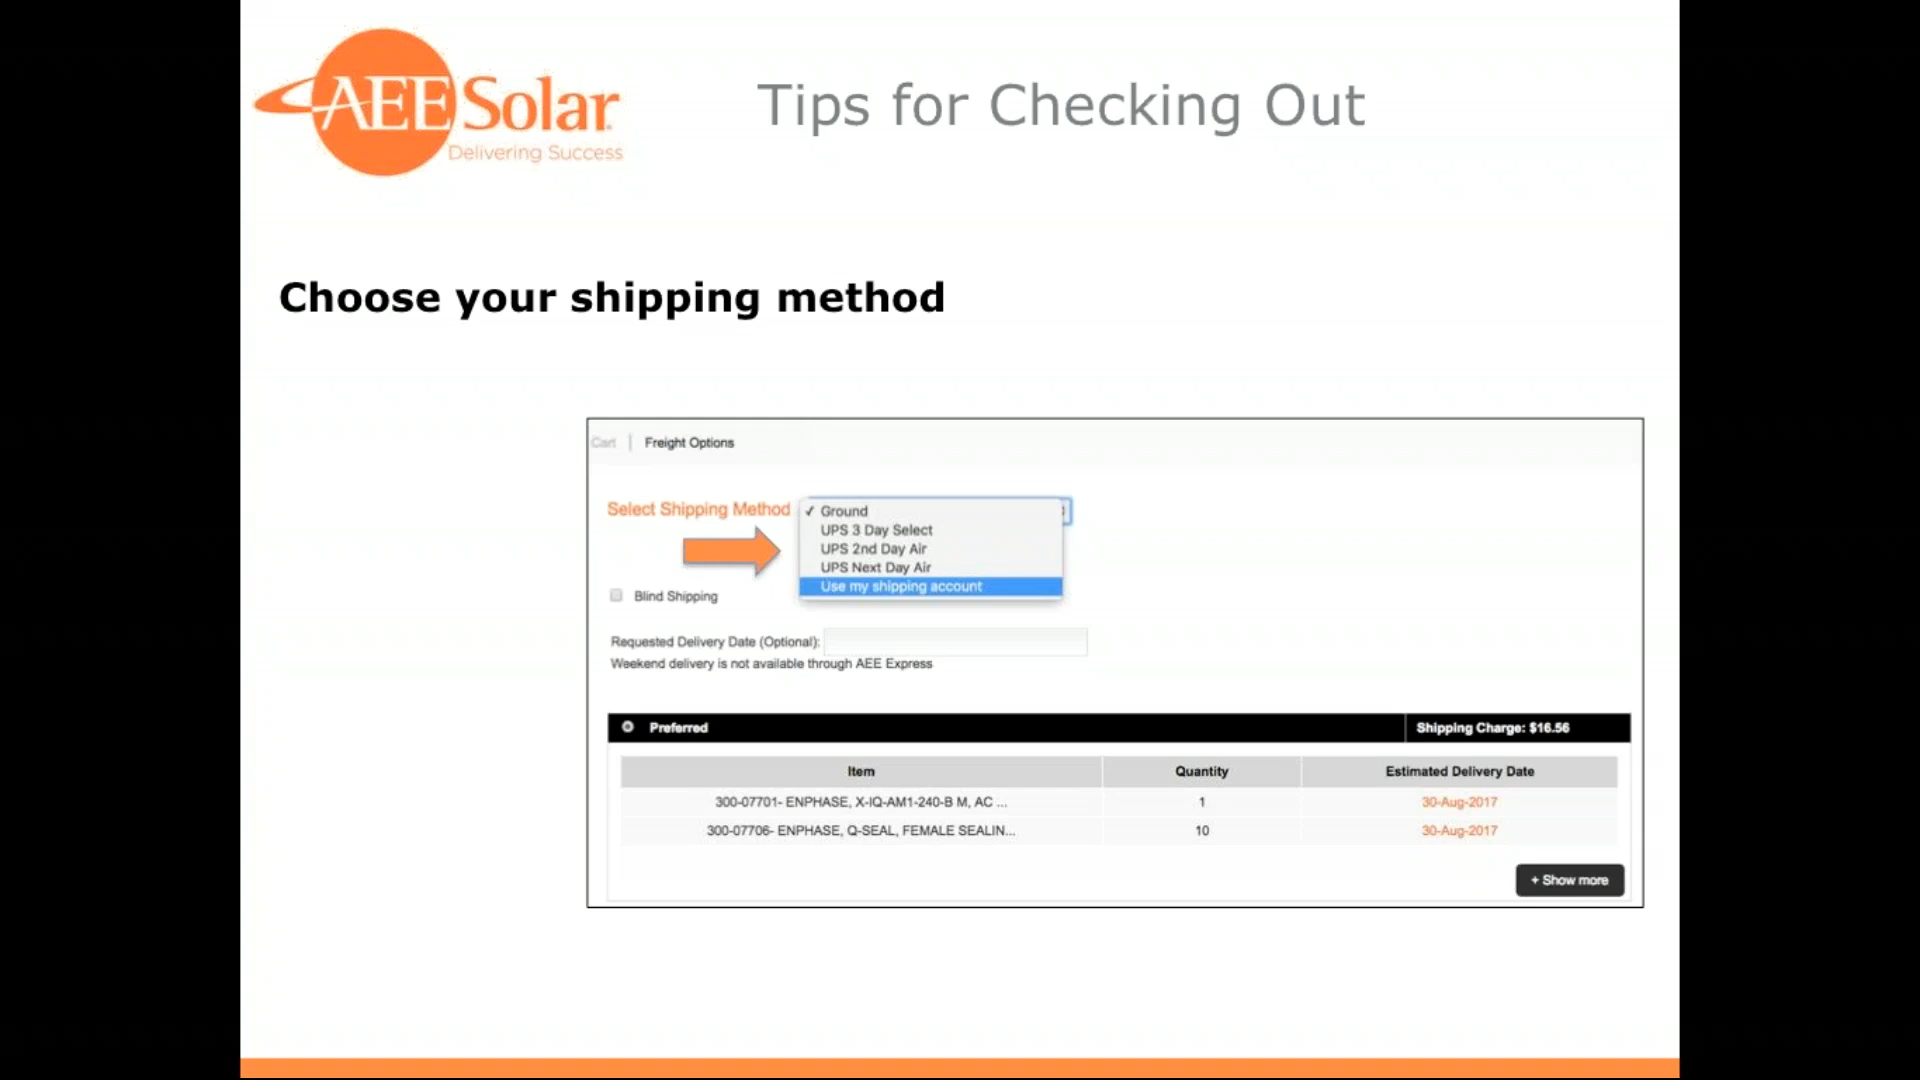 AEE Solar
Delivering Success
Tips for Checking Out
Choose your shipping method
Cart | Freight Options
Select Shipping Method
✓ Ground
UPS 3 Day Select
UPS 2nd Day Air
UPS Next Day Air
Use my shipping account
Blind Shipping
Requested Delivery Date (Optional):
Weekend delivery is not available through AEE Express
Preferred Shipping Charge: $16.56
Item Quantity Estimated Delivery Date
300-07701- ENPHASE, X-IQ-AM1-240-B M, AC ... 1 30-Aug-2017
300-07706- ENPHASE, Q-SEAL, FEMALE SEALIN... 10 30-Aug-2017
+ Show more